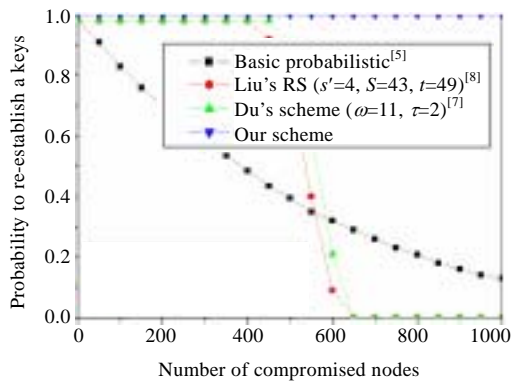 1.0
0.8
0.6
0.4
0.2
0.0
Probability to re-establish a keys
Basic probabilistic[5]
Liu's RS (s′=4, S=43, t=49)[8]
Du's scheme (ω=11, τ=2)[7]
Our scheme
0 200 400 600 800 1000
Number of compromised nodes